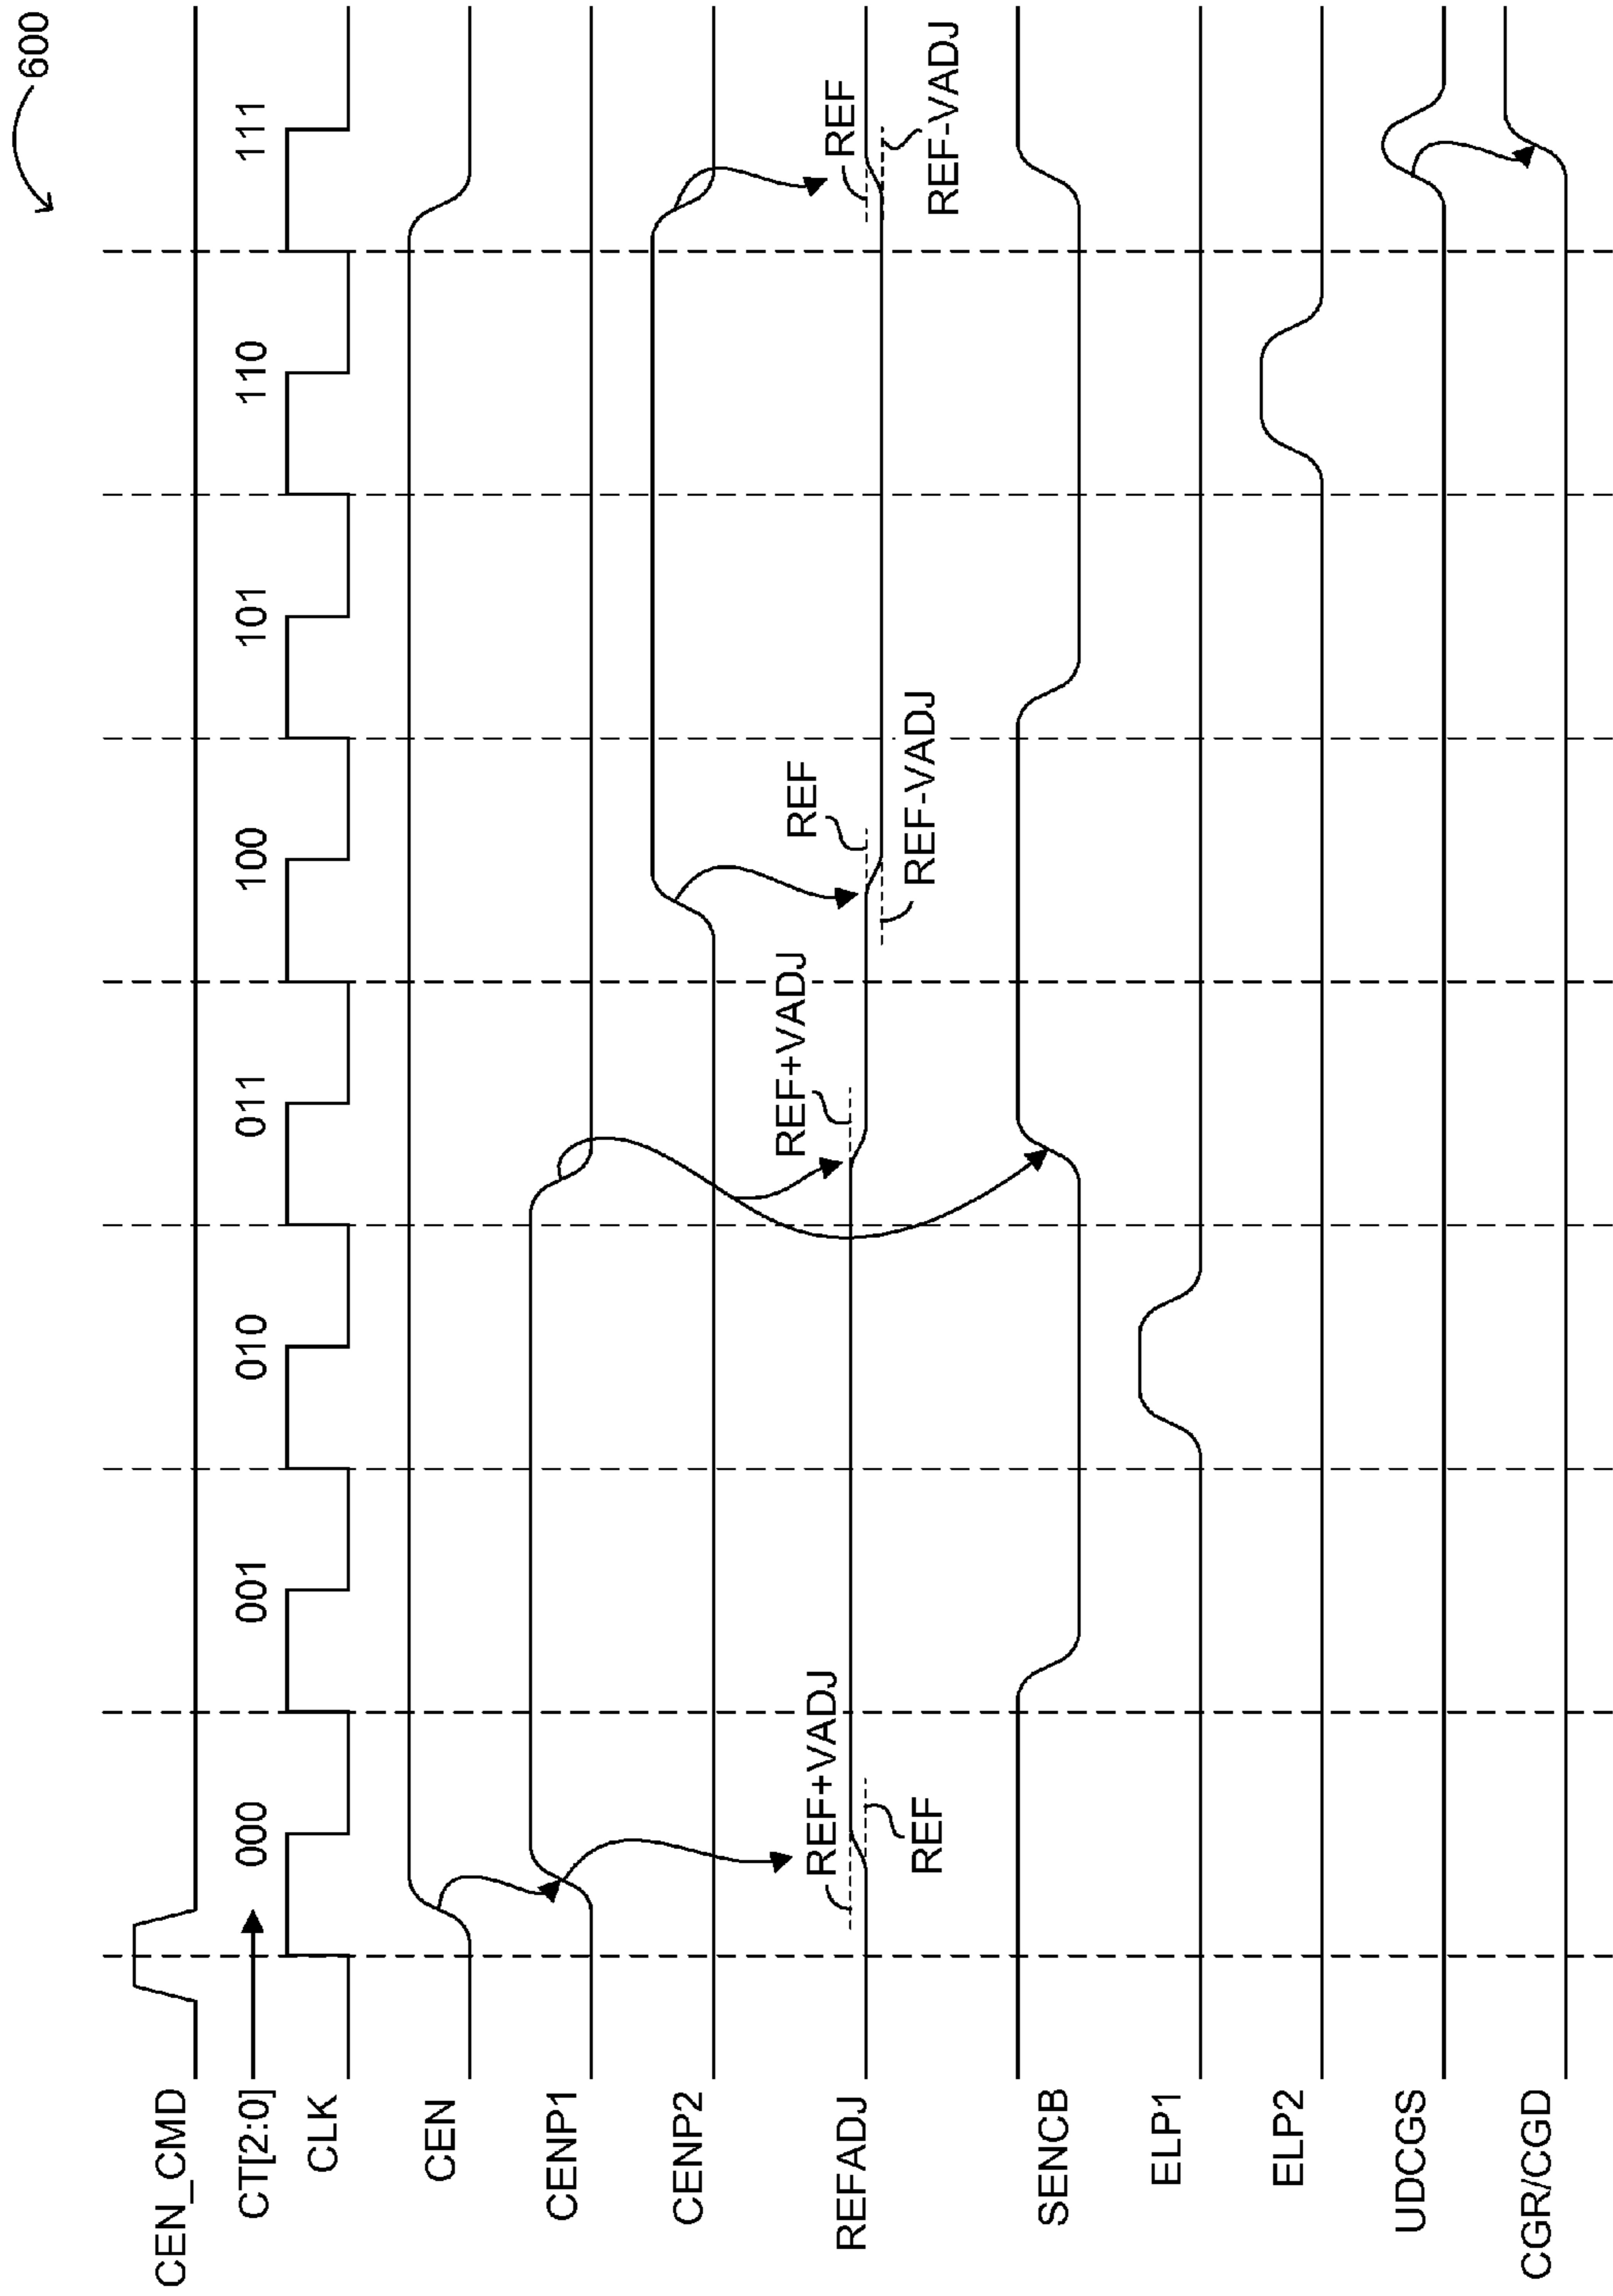 600
CEN_CMD
CT[2:0]
000 001 010 011 100 101 110 111
CLK
CEN
CENP1
CENP2
REF+VADJ
REF
REF+VADJ
REF
REF-VADJ
REF
REF-VADJ
REFADJ
SENCB
ELP1
ELP2
UDCGS
CGR/CGD